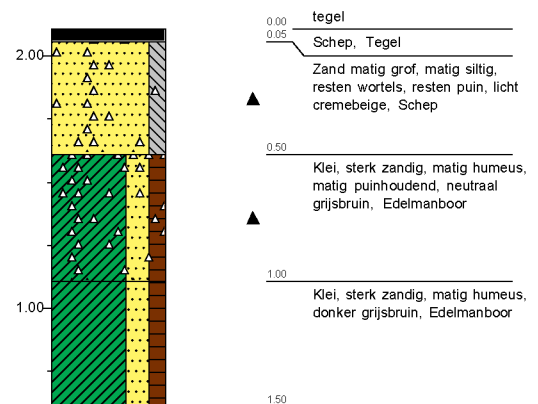 tegel
0.00
0.05
Schep, Tegel
2.00
Zand matig grof, matig siltig,
resten wortels, resten puin, licht
cremebeige, Schep
0.50
Klei, sterk zandig, matig humeus,
matig puinhoudend, neutraal
grijsbruin, Edelmanboor
1.00
Klei, sterk zandig, matig humeus,
donker grijsbruin, Edelmanboor
1.00
1.50